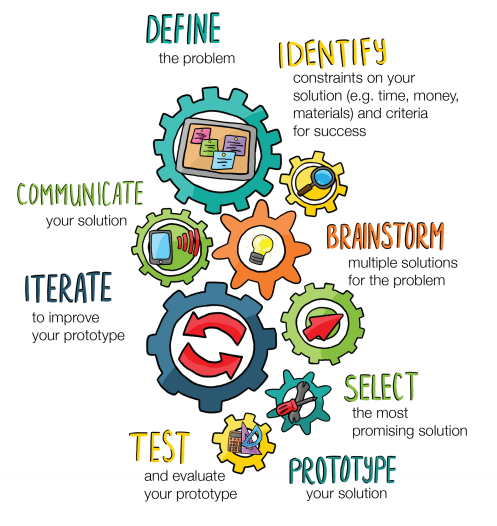 DEFINE
the problem
IDENTIFY
constraints on your
solution (e.g. time, money,
materials) and criteria
for success
BRAINSTORM
multiple solutions
for the problem
SELECT
the most
promising solution
PROTOTYPE
your solution
TEST
and evaluate
your prototype
ITERATE
to improve
your prototype
COMMUNICATE
your solution